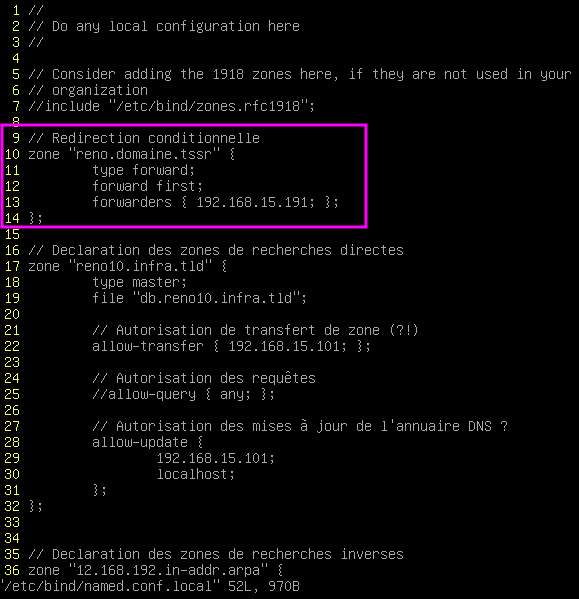 1 //
2 // Do any local configuration here
3 //
4
5 // Consider adding the 1918 zones here, if they are not used in your
6 // organization
7 //include "/etc/bind/zones.rfc1918";
8
9 // Redirection conditionnelle
10 zone "reno.domaine.tssr" {
11 type forward;
12 forward first;
13 forwarders { 192.168.15.191; };
14 };
15
16 // Declaration des zones de recherches directes
17 zone "reno10.infra.tld" {
18 type master;
19 file "db.reno10.infra.tld";
20
21 // Autorisation de transfert de zone (?!)
22 allow-transfer { 192.168.15.101; };
23
24 // Autorisation des requêtes
25 //allow-query { any; };
26
27 // Autorisation des mises à jour de l'annuaire DNS ?
28 allow-update {
29 192.168.15.101;
30 localhost;
31 };
32 };
33
34
35 // Declaration des zones de recherches inverses
36 zone "12.168.192.in-addr.arpa" {
"/etc/bind/named.conf.local" 52L, 970B